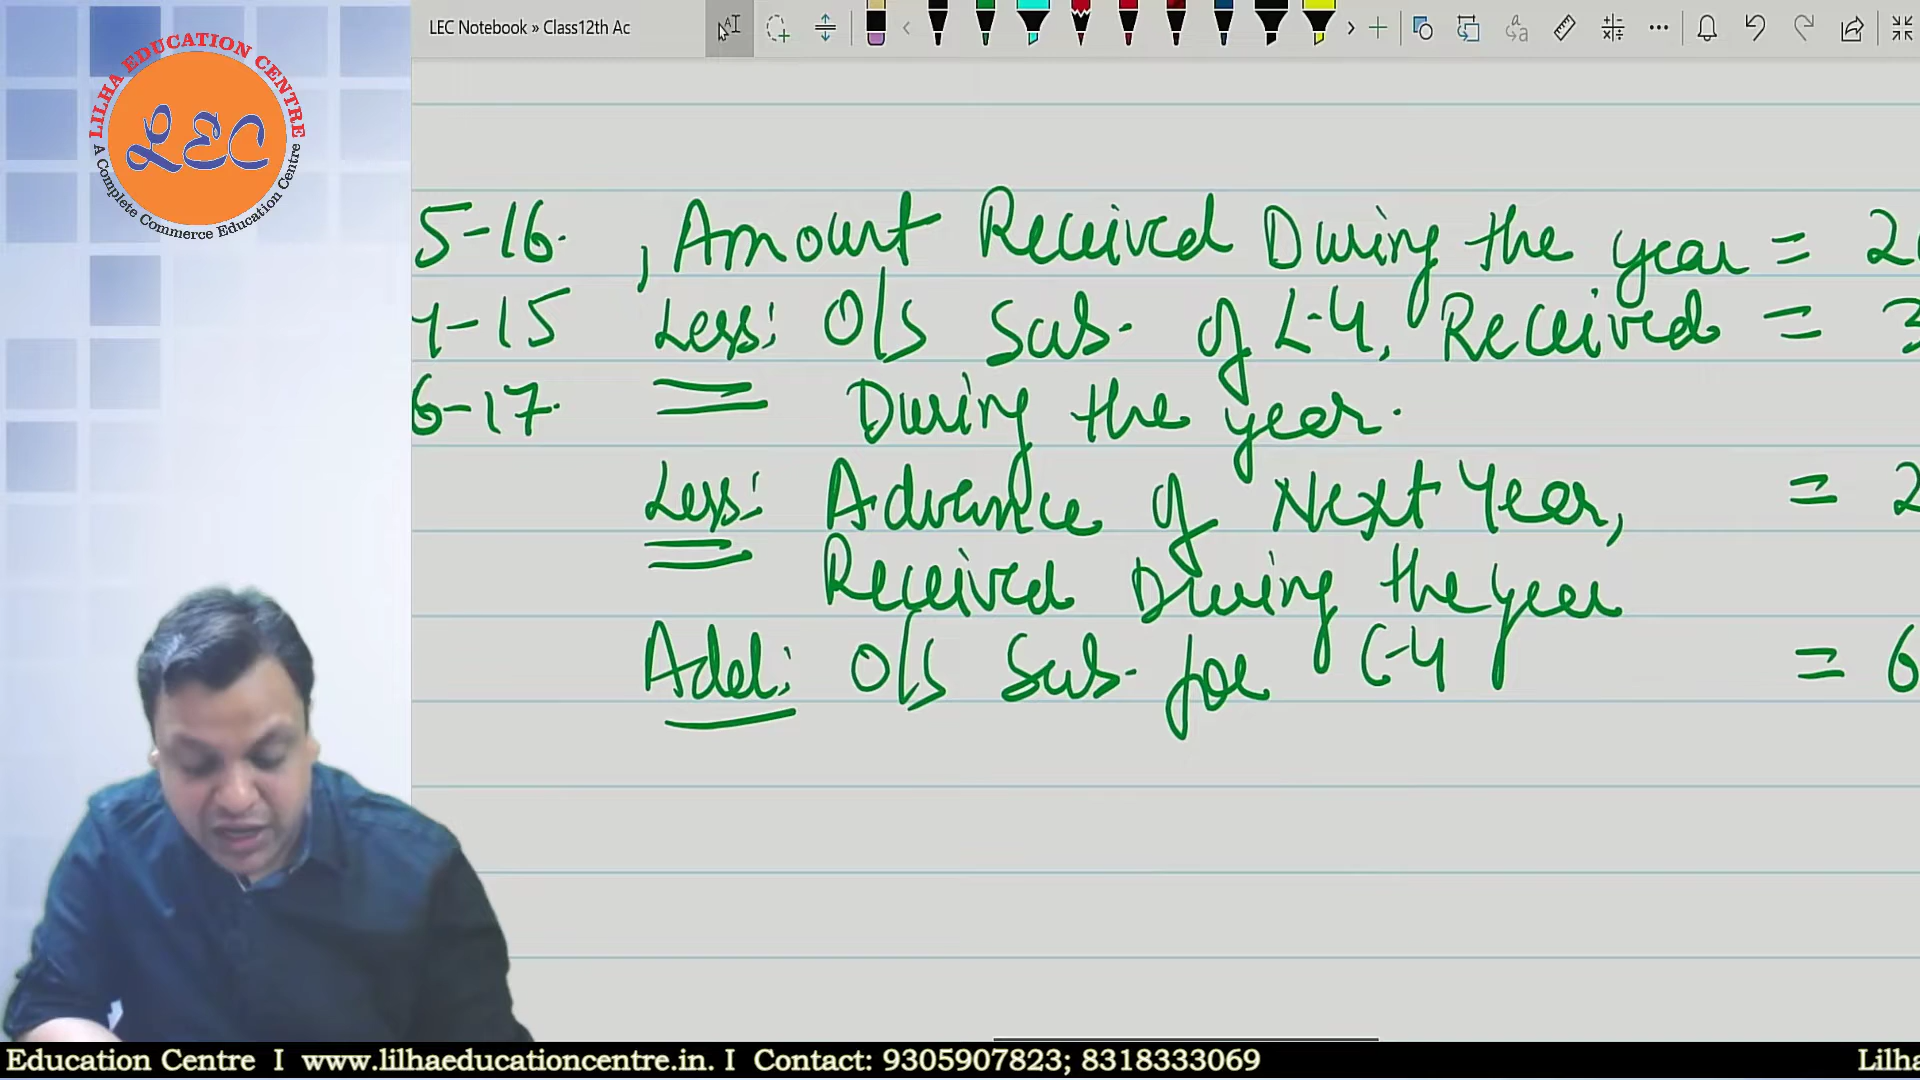 LILHA EDUCATION CENTRE
LEC
A Complete Commerce Education Centre
LEC Notebook » Class12th Ac
5-16. , Amount Received During the year = 2
4-15 Less: O/s Sub. of L-Y, Received = 3
During the year.
6-17.
Less: Advance of Next Year, = 2
Received During the year
Add: O/s Sub. for C-Y = 6
Education Centre I www.lilhaeducationcentre.in. I Contact: 9305907823; 8318333069 Lilha